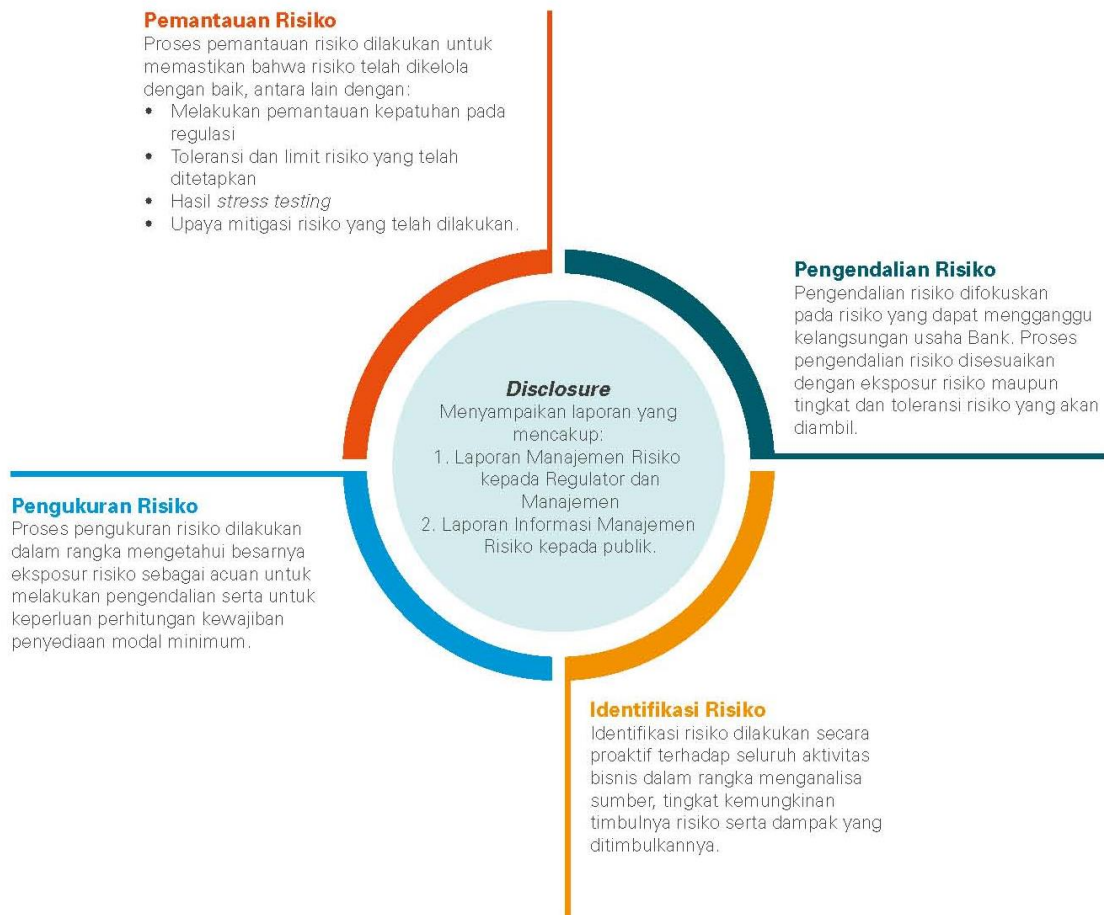 Pemantauan Risiko
Proses pemantauan risiko dilakukan untuk
memastikan bahwa risiko telah dikelola
dengan baik, antara lain dengan:
• Melakukan pemantauan kepatuhan pada
regulasi
• Toleransi dan limit risiko yang telah
ditetapkan
• Hasil stress testing
• Upaya mitigasi risiko yang telah dilakukan.
Pengendalian Risiko
Pengendalian risiko difokuskan
pada risiko yang dapat mengganggu
kelangsungan usaha Bank. Proses
pengendalian risiko disesuaikan
dengan eksposur risiko maupun
tingkat dan toleransi risiko yang akan
diambil.
Disclosure
Menyampaikan laporan yang
mencakup:
1. Laporan Manajemen Risiko
kepada Regulator dan
Manajemen
2. Laporan Informasi Manajemen
Risiko kepada publik.
Pengukuran Risiko
Proses pengukuran risiko dilakukan
dalam rangka mengetahui besarnya
eksposur risiko sebagai acuan untuk
melakukan pengendalian serta untuk
keperluan perhitungan kewajiban
penyediaan modal minimum.
Identifikasi Risiko
Identifikasi risiko dilakukan secara
proaktif terhadap seluruh aktivitas
bisnis dalam rangka menganalisa
sumber, tingkat kemungkinan
timbulnya risiko serta dampak yang
ditimbulkannya.